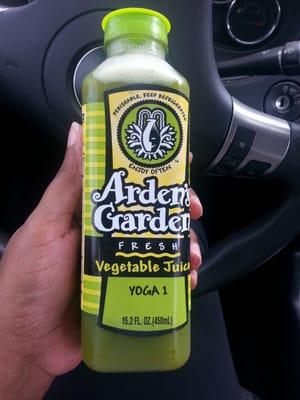 PERISHABLE, KEEP REFRIGERATED
ENJOY OFTEN
Arden's
Garden
FRESH
Vegetable Juice
YOGA 1
15.2 FL. OZ.(450mL)